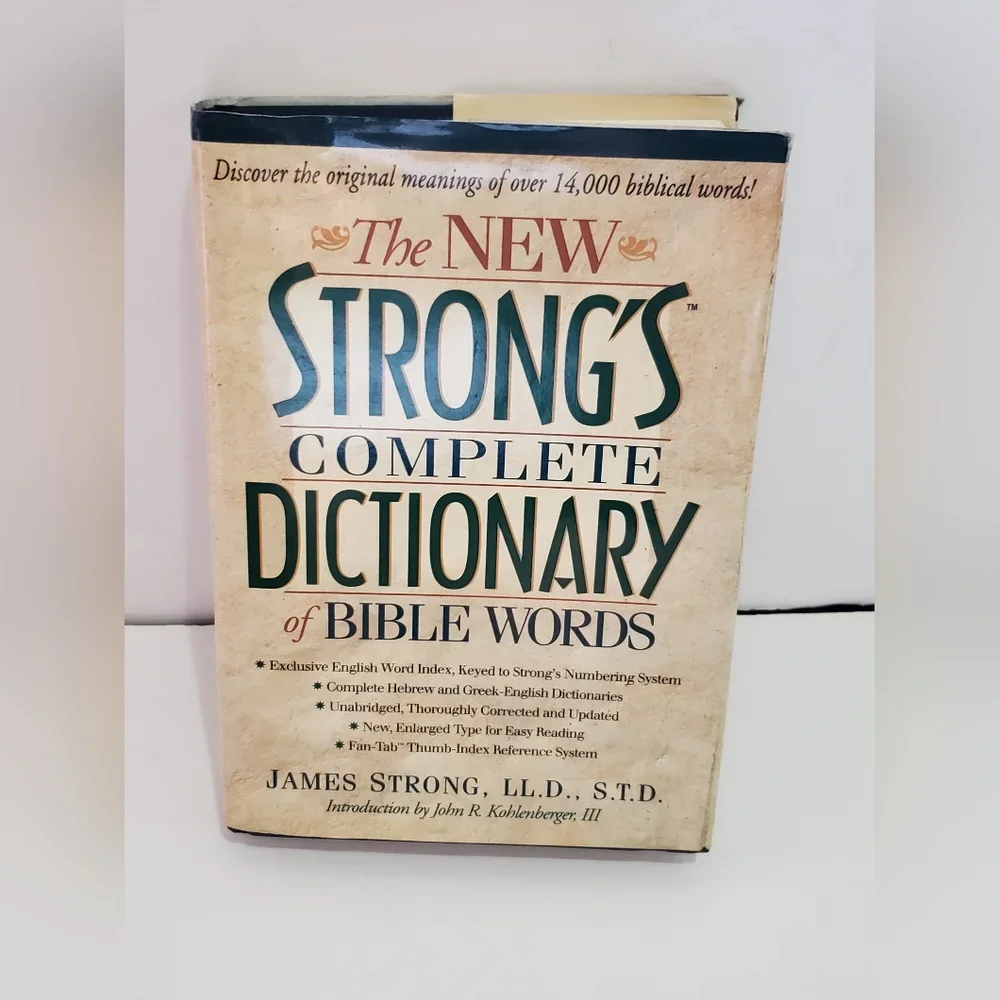 Discover the original meanings of over 14,000 biblical words!
The NEW
STRONG'S™
COMPLETE
DICTIONARY
of BIBLE WORDS
✷ Exclusive English Word Index, Keyed to Strong's Numbering System
✷ Complete Hebrew and Greek-English Dictionaries
✷ Unabridged, Thoroughly Corrected and Updated
✷ New, Enlarged Type for Easy Reading
✷ Fan-Tab™ Thumb-Index Reference System
JAMES STRONG, LL.D., S.T.D.
Introduction by John R. Kohlenberger, III